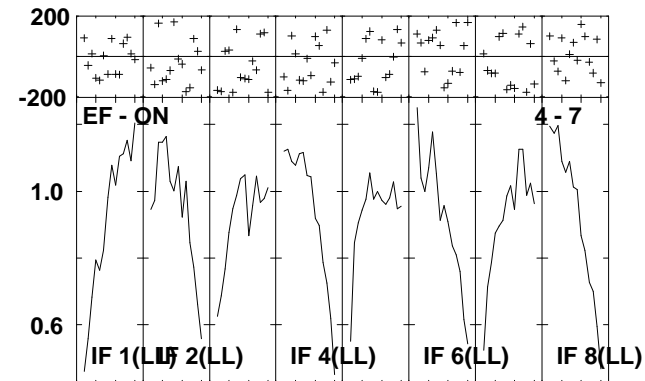 200
-200
EF - ON 4 - 7
1.0
0.6
IF 1(LL) IF 2(LL) IF 4(LL) IF 6(LL) IF 8(LL)